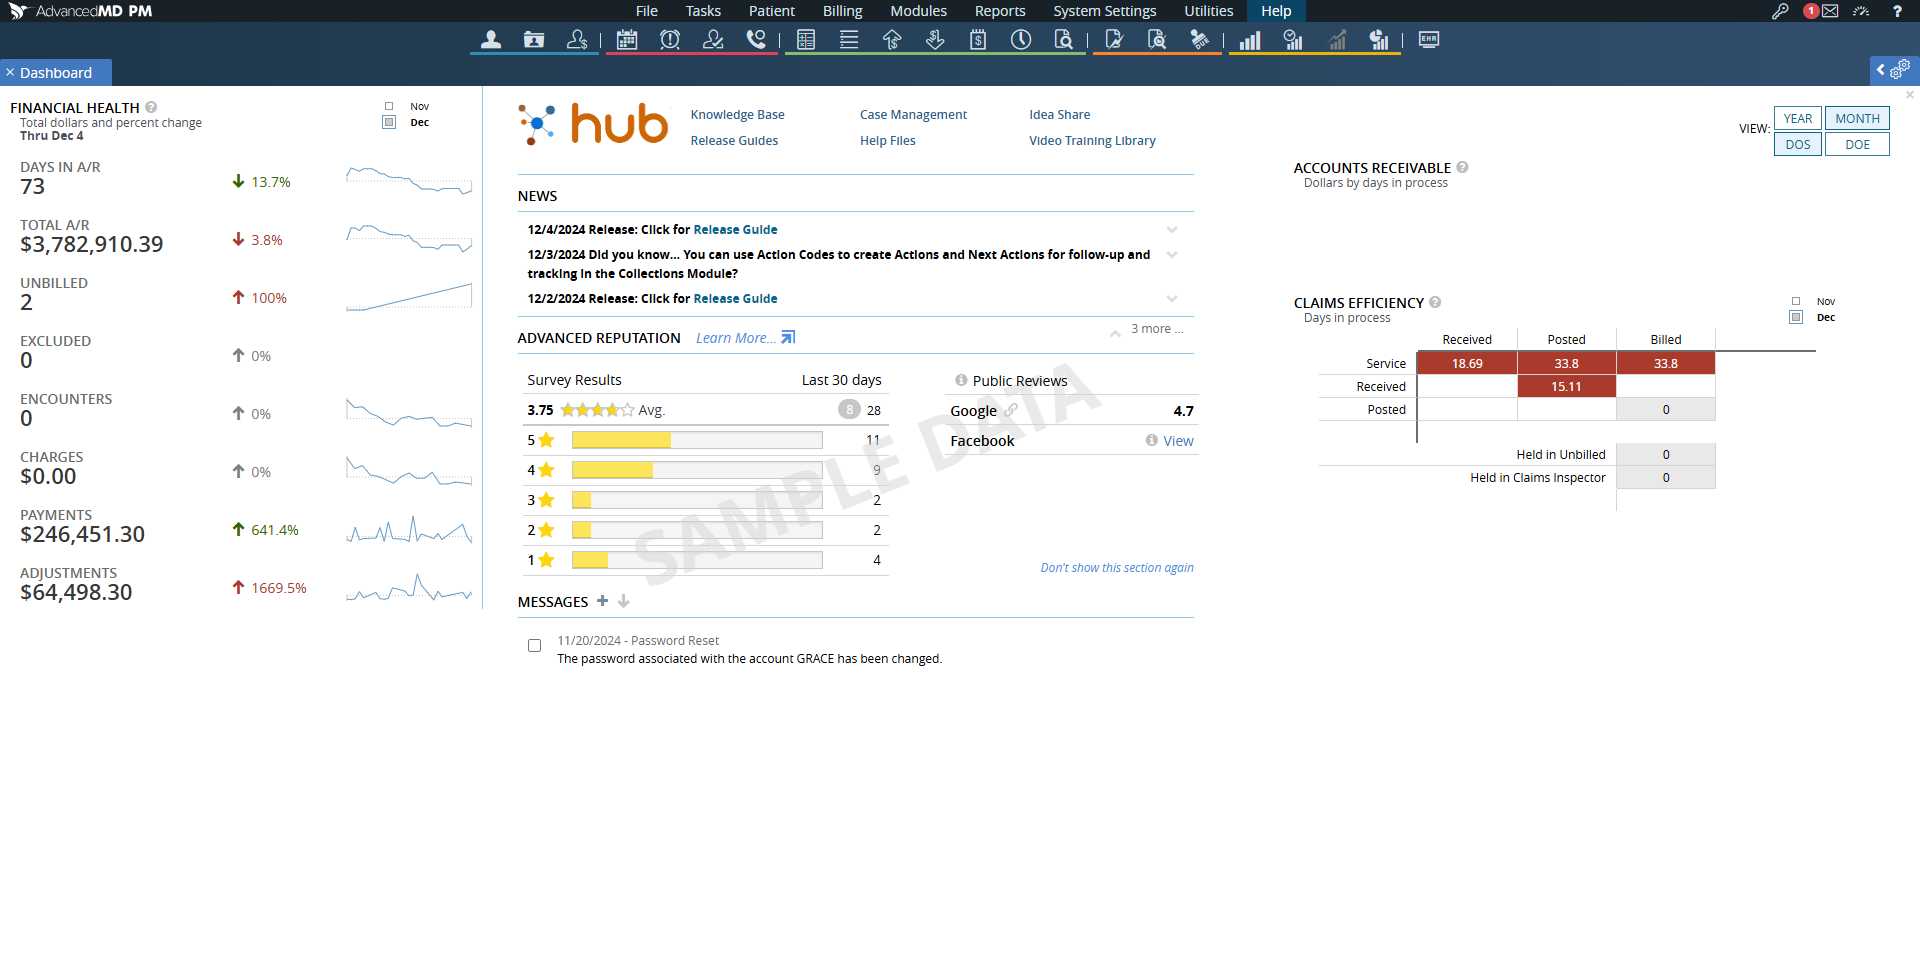 AdvancedMD PM
File Tasks Patient Billing Modules Reports System Settings Utilities Help
1
?
EHR
× Dashboard
FINANCIAL HEALTH ?
Total dollars and percent change
Thru Dec 4
Nov
Dec
DAYS IN A/R
73
13.7%
TOTAL A/R
$3,782,910.39
3.8%
UNBILLED
2
100%
EXCLUDED
0
0%
ENCOUNTERS
0
0%
CHARGES
$0.00
0%
PAYMENTS
$246,451.30
641.4%
ADJUSTMENTS
$64,498.30
1669.5%
hub
Knowledge Base Case Management Idea Share
Release Guides Help Files Video Training Library
NEWS
12/4/2024 Release: Click for Release Guide
12/3/2024 Did you know... You can use Action Codes to create Actions and Next Actions for follow-up and
tracking in the Collections Module?
12/2/2024 Release: Click for Release Guide
3 more ...
ADVANCED REPUTATION Learn More...
Survey Results Last 30 days
3.75 Avg. 8 28
5 11
4 9
3 2
2 2
1 4
Public Reviews
Google 4.7
Facebook View
SAMPLE DATA
Don't show this section again
MESSAGES
11/20/2024 - Password Reset
The password associated with the account GRACE has been changed.
VIEW: YEAR MONTH
DOS DOE
ACCOUNTS RECEIVABLE ?
Dollars by days in process
CLAIMS EFFICIENCY ?
Days in process
Nov
Dec
Received Posted Billed
Service 18.69 33.8 33.8
Received 15.11
Posted 0
Held in Unbilled 0
Held in Claims Inspector 0